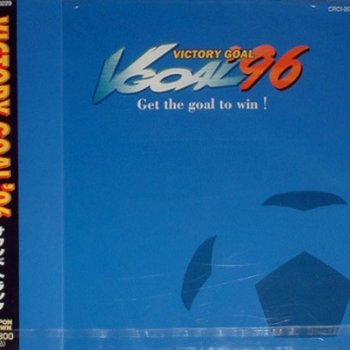 VICTORY GOAL
VGOAL '96
Get the goal to win !
VICTORY GOAL '96